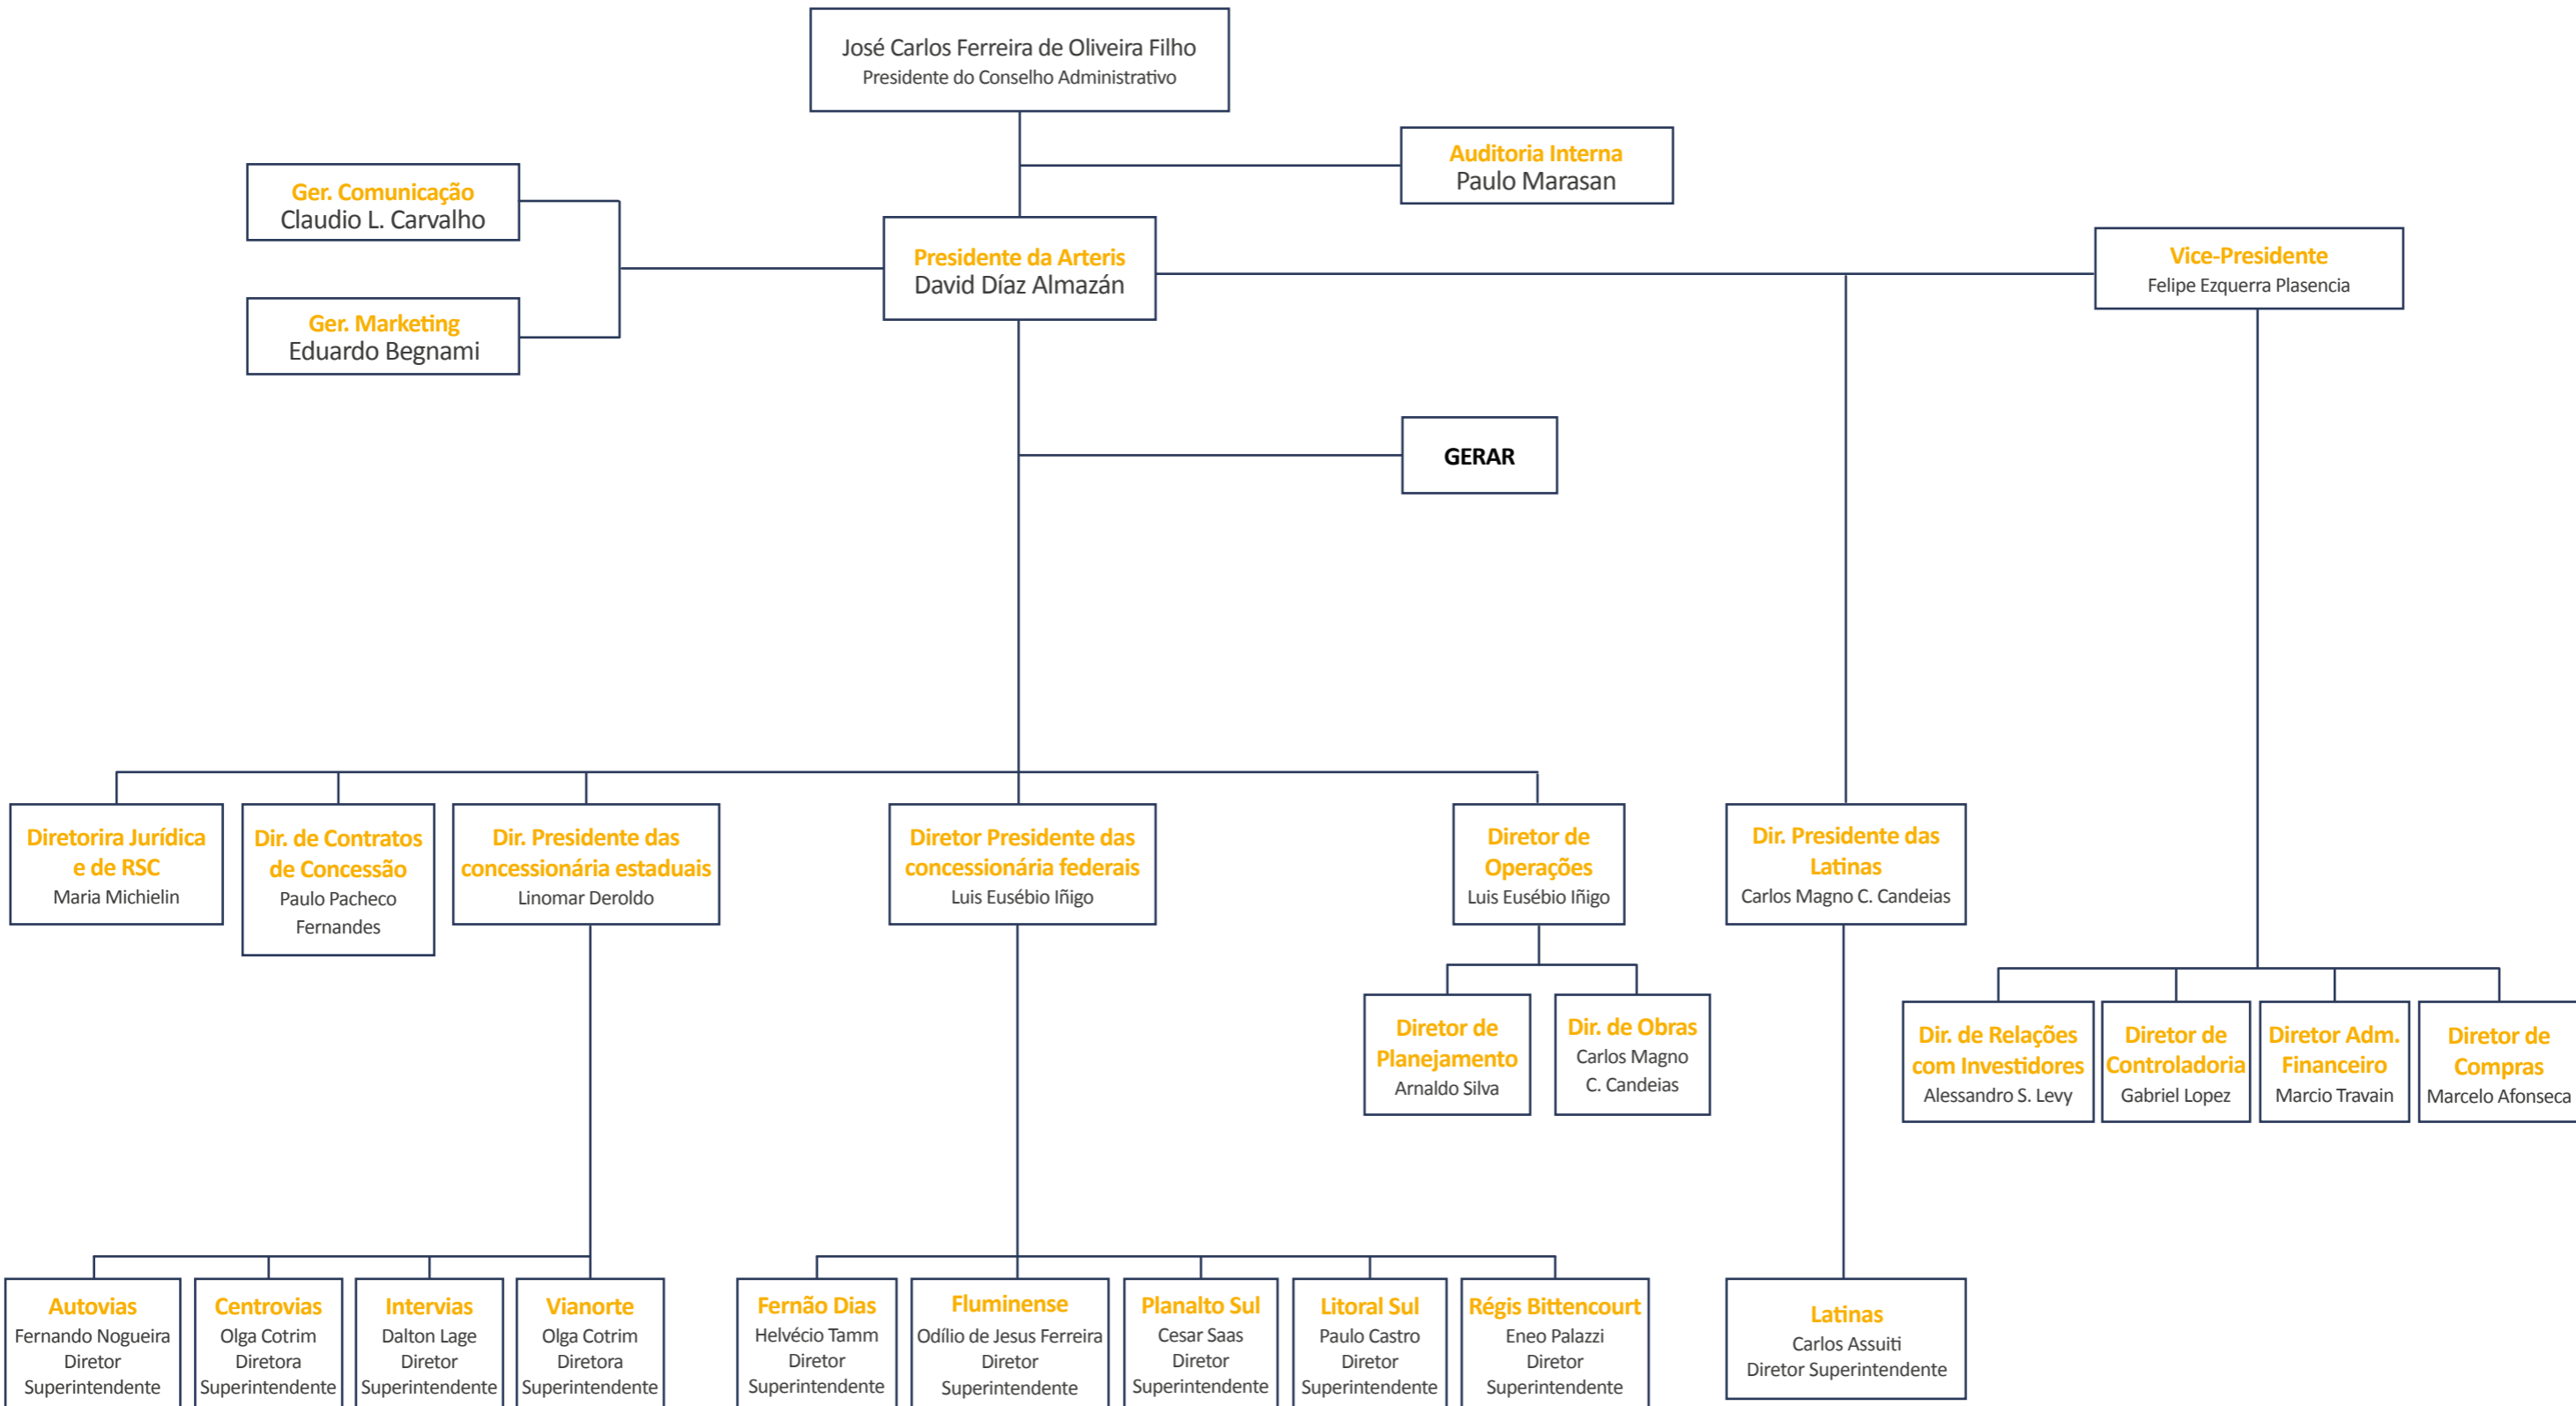 José Carlos Ferreira de Oliveira Filho
Presidente do Conselho Administrativo
Auditoria Interna
Paulo Marasan
Ger. Comunicação
Claudio L. Carvalho
Presidente da Arteris
David Díaz Almazán
Vice-Presidente
Felipe Ezquerra Plasencia
Ger. Marketing
Eduardo Begnami
GERAR
Diretorira Jurídica
e de RSC
Maria Michielin
Dir. de Contratos
de Concessão
Paulo Pacheco
Fernandes
Dir. Presidente das
concessionária estaduais
Linomar Deroldo
Diretor Presidente das
concessionária federais
Luis Eusébio Iñigo
Diretor de
Operações
Luis Eusébio Iñigo
Dir. Presidente das
Latinas
Carlos Magno C. Candeias
Diretor de
Planejamento
Arnaldo Silva
Dir. de Obras
Carlos Magno
C. Candeias
Dir. de Relações
com Investidores
Alessandro S. Levy
Diretor de
Controladoria
Gabriel Lopez
Diretor Adm.
Financeiro
Marcio Travain
Diretor de
Compras
Marcelo Afonseca
Autovias
Fernando Nogueira
Diretor
Superintendente
Centrovias
Olga Cotrim
Diretora
Superintendente
Intervias
Dalton Lage
Diretor
Superintendente
Vianorte
Olga Cotrim
Diretora
Superintendente
Fernão Dias
Helvécio Tamm
Diretor
Superintendente
Fluminense
Odílio de Jesus Ferreira
Diretor
Superintendente
Planalto Sul
Cesar Saas
Diretor
Superintendente
Litoral Sul
Paulo Castro
Diretor
Superintendente
Régis Bittencourt
Eneo Palazzi
Diretor
Superintendente
Latinas
Carlos Assuiti
Diretor Superintendente